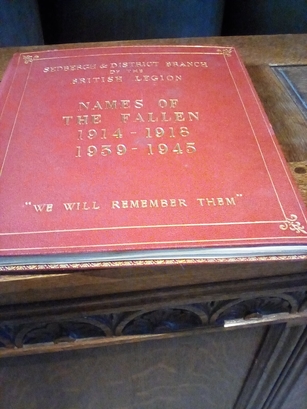 SEDBERGH & DISTRICT BRANCH
OF THE
BRITISH LEGION
NAMES OF
THE FALLEN
1914-1918
1939-1945
"WE WILL REMEMBER THEM"